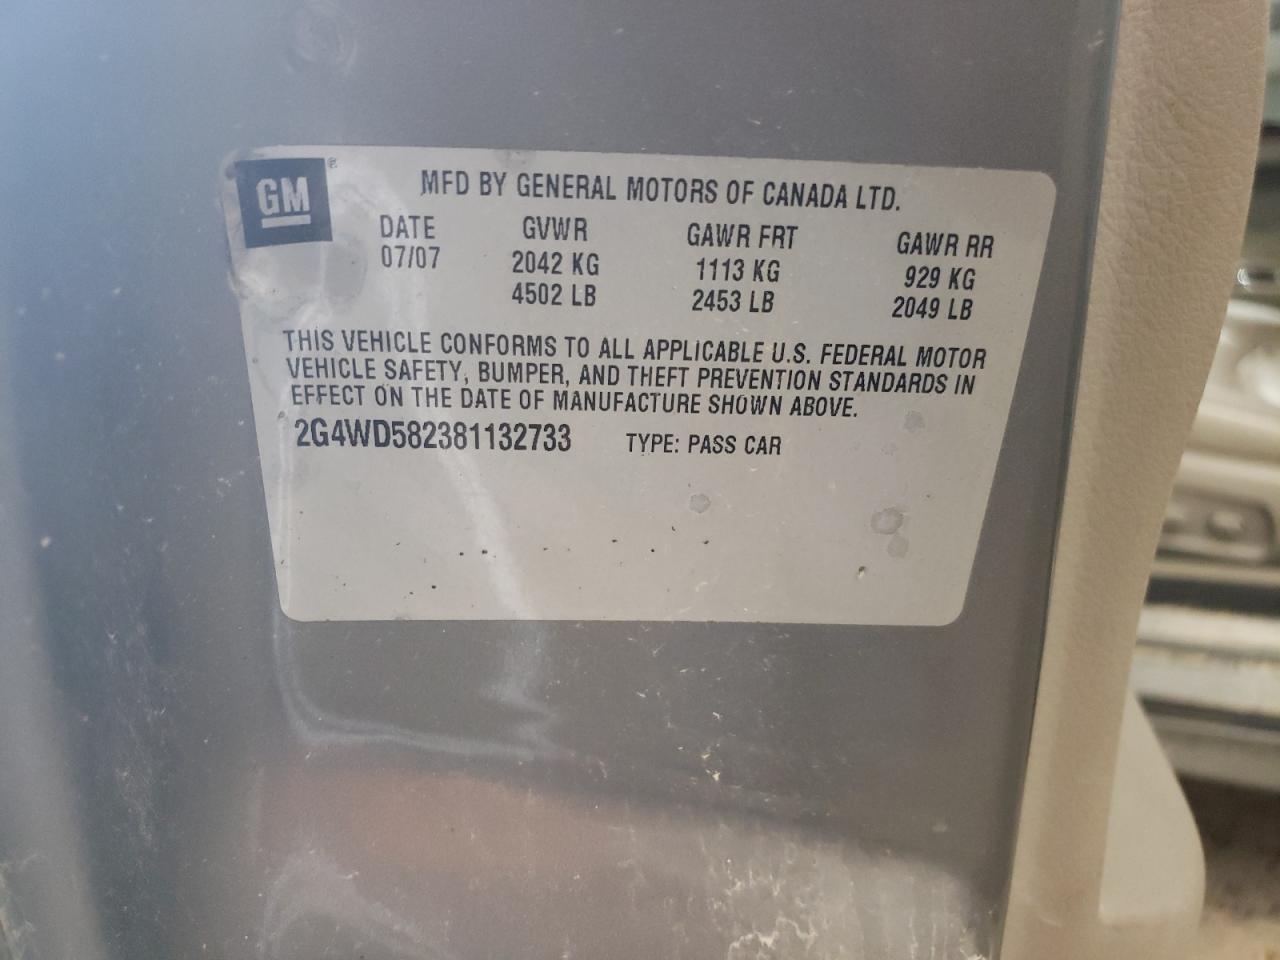 GM ®
MFD BY GENERAL MOTORS OF CANADA LTD.
DATE GVWR GAWR FRT GAWR RR
07/07 2042 KG 1113 KG 929 KG
4502 LB 2453 LB 2049 LB
THIS VEHICLE CONFORMS TO ALL APPLICABLE U.S. FEDERAL MOTOR
VEHICLE SAFETY, BUMPER, AND THEFT PREVENTION STANDARDS IN
EFFECT ON THE DATE OF MANUFACTURE SHOWN ABOVE.
2G4WD582381132733 TYPE: PASS CAR